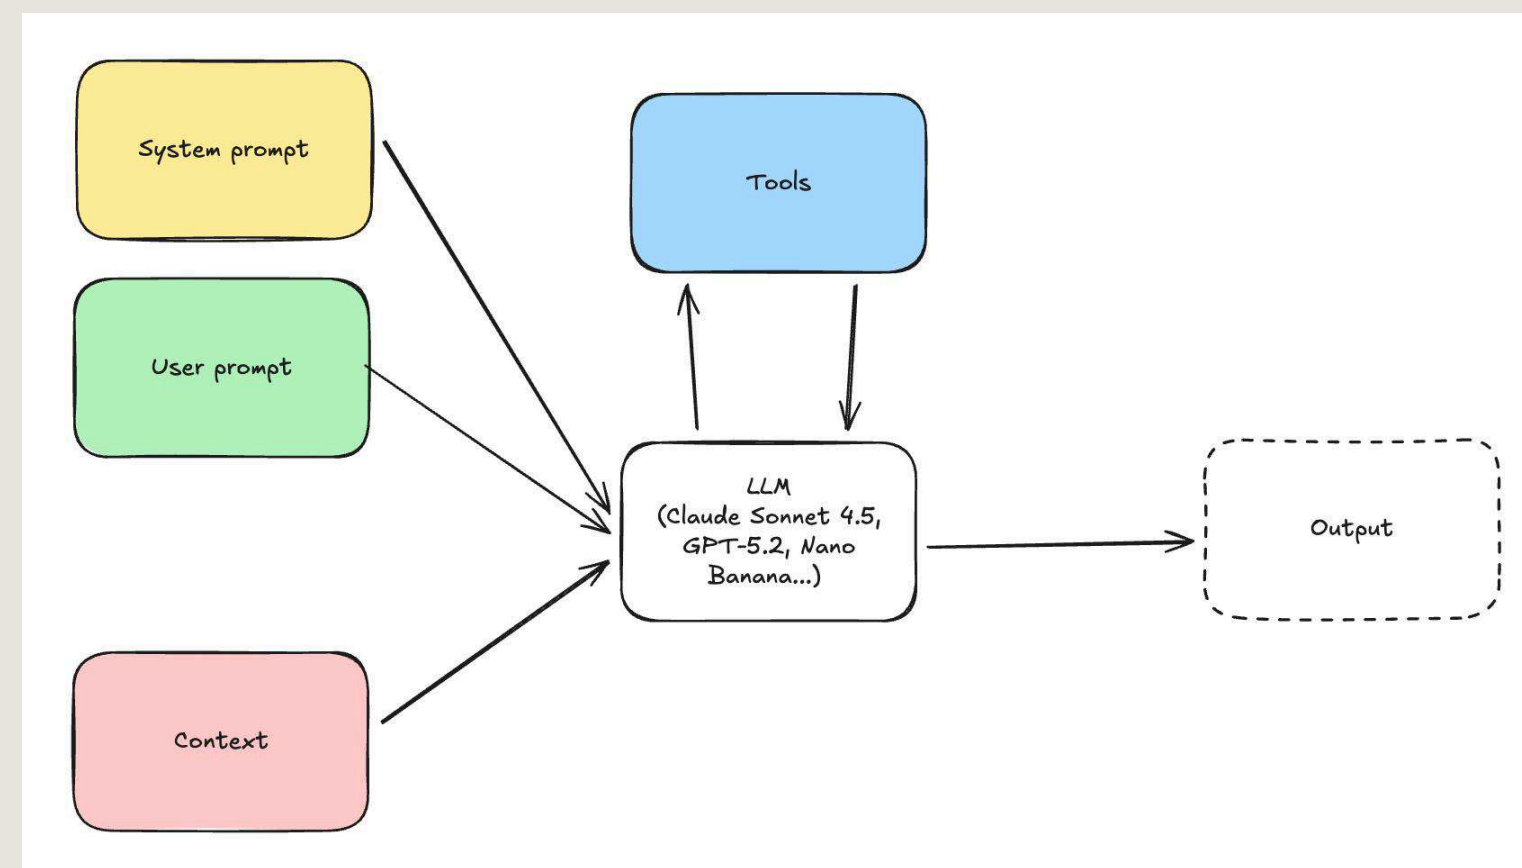 System prompt
Tools
User prompt
LLM
(Claude Sonnet 4.5,
GPT-5.2, Nano
Banana...)
Output
Context